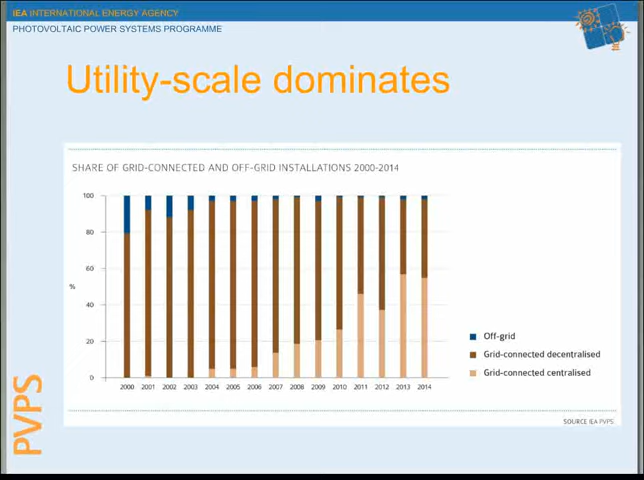 IEA INTERNATIONAL ENERGY AGENCY
PHOTOVOLTAIC POWER SYSTEMS PROGRAMME
Utility-scale dominates
SHARE OF GRID-CONNECTED AND OFF-GRID INSTALLATIONS 2000-2014
100
80
60
%
40
20
0
2000 2001 2002 2003 2004 2005 2006 2007 2008 2009 2010 2011 2012 2013 2014
Off-grid
Grid-connected decentralised
Grid-connected centralised
SOURCE IEA PVPS
PVPS